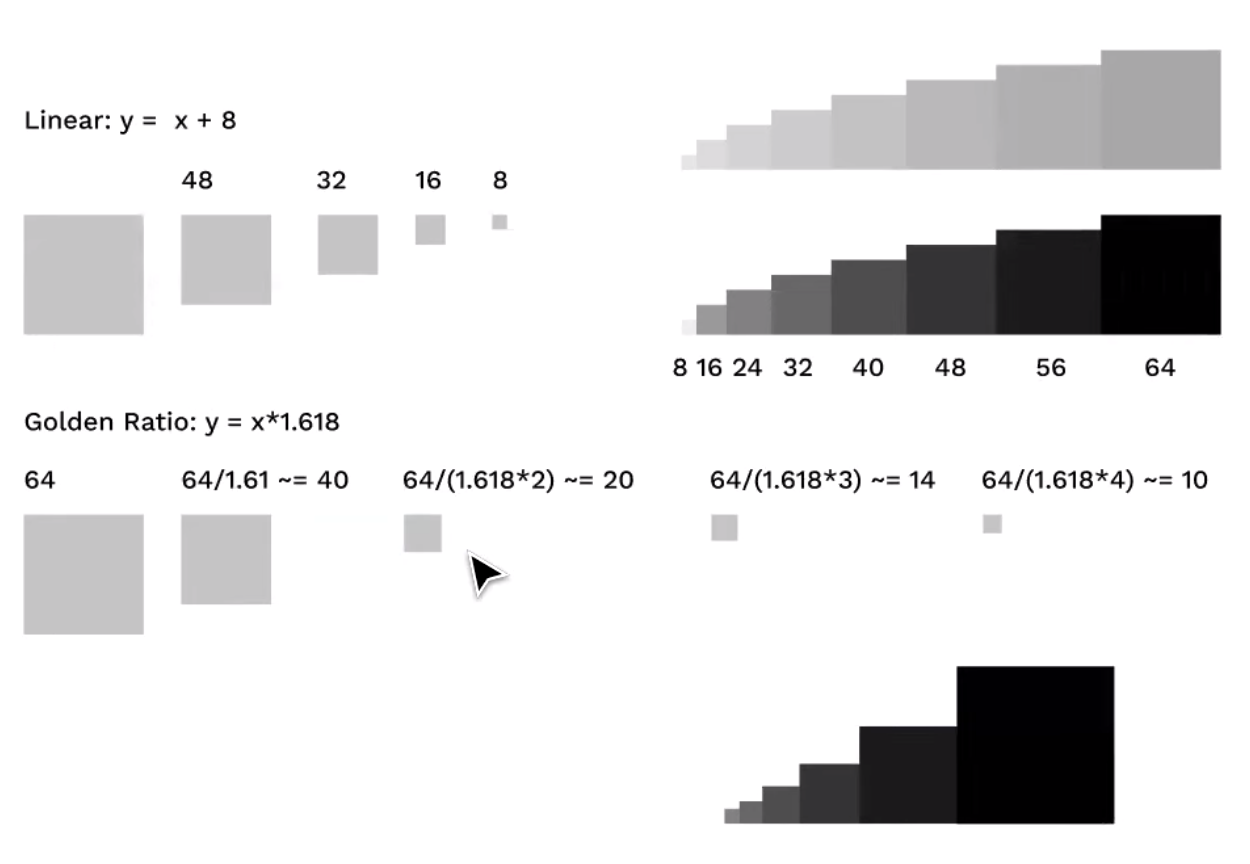 Linear: y = x + 8
48 32 16 8
8 16 24 32 40 48 56 64
Golden Ratio: y = x*1.618
64 64/1.61 ~= 40 64/(1.618*2) ~= 20 64/(1.618*3) ~= 14 64/(1.618*4) ~= 10